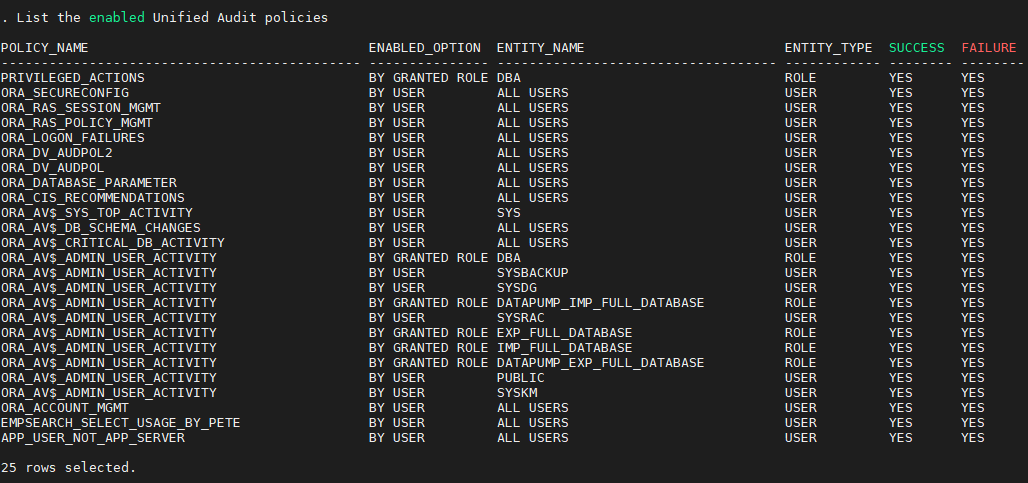 . List the enabled Unified Audit policies
POLICY_NAME ENABLED_OPTION ENTITY_NAME ENTITY_TYPE SUCCESS FAILURE
--------------------------------------------- --------------- ----------------------------------- ------------ -------- --------
PRIVILEGED_ACTIONS BY GRANTED ROLE DBA ROLE YES YES
ORA_SECURECONFIG BY USER ALL USERS USER YES YES
ORA_RAS_SESSION_MGMT BY USER ALL USERS USER YES YES
ORA_RAS_POLICY_MGMT BY USER ALL USERS USER YES YES
ORA_LOGON_FAILURES BY USER ALL USERS USER YES YES
ORA_DV_AUDPOL2 BY USER ALL USERS USER YES YES
ORA_DV_AUDPOL BY USER ALL USERS USER YES YES
ORA_DATABASE_PARAMETER BY USER ALL USERS USER YES YES
ORA_CIS_RECOMMENDATIONS BY USER ALL USERS USER YES YES
ORA_AV$_SYS_TOP_ACTIVITY BY USER SYS USER YES YES
ORA_AV$_DB_SCHEMA_CHANGES BY USER ALL USERS USER YES YES
ORA_AV$_CRITICAL_DB_ACTIVITY BY USER ALL USERS USER YES YES
ORA_AV$_ADMIN_USER_ACTIVITY BY GRANTED ROLE DBA ROLE YES YES
ORA_AV$_ADMIN_USER_ACTIVITY BY USER SYSBACKUP USER YES YES
ORA_AV$_ADMIN_USER_ACTIVITY BY USER SYSDG USER YES YES
ORA_AV$_ADMIN_USER_ACTIVITY BY GRANTED ROLE DATAPUMP_IMP_FULL_DATABASE ROLE YES YES
ORA_AV$_ADMIN_USER_ACTIVITY BY USER SYSRAC USER YES YES
ORA_AV$_ADMIN_USER_ACTIVITY BY GRANTED ROLE EXP_FULL_DATABASE ROLE YES YES
ORA_AV$_ADMIN_USER_ACTIVITY BY GRANTED ROLE IMP_FULL_DATABASE ROLE YES YES
ORA_AV$_ADMIN_USER_ACTIVITY BY GRANTED ROLE DATAPUMP_EXP_FULL_DATABASE ROLE YES YES
ORA_AV$_ADMIN_USER_ACTIVITY BY USER PUBLIC USER YES YES
ORA_AV$_ADMIN_USER_ACTIVITY BY USER SYSKM USER YES YES
ORA_ACCOUNT_MGMT BY USER ALL USERS USER YES YES
EMPSEARCH_SELECT_USAGE_BY_PETE BY USER ALL USERS USER YES YES
APP_USER_NOT_APP_SERVER BY USER ALL USERS USER YES YES
25 rows selected.